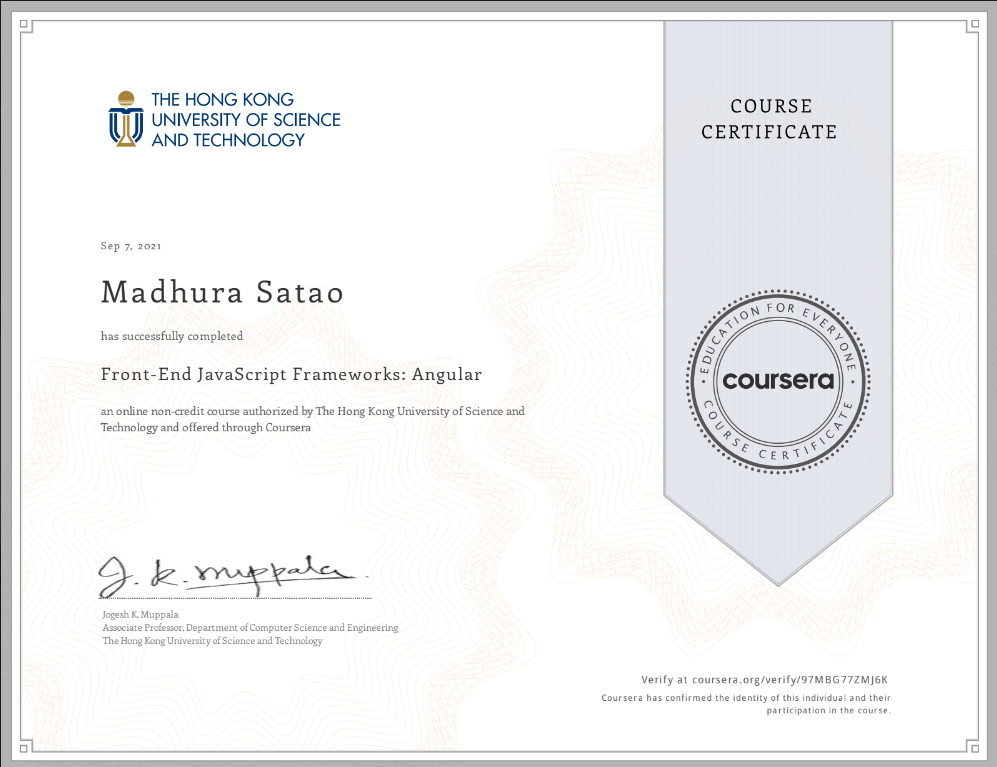 THE HONG KONG
UNIVERSITY OF SCIENCE
AND TECHNOLOGY
COURSE
CERTIFICATE
Sep 7, 2021
Madhura Satao
has successfully completed
Front-End JavaScript Frameworks: Angular
an online non-credit course authorized by The Hong Kong University of Science and
Technology and offered through Coursera
EDUCATION FOR EVERYONE
coursera
COURSE CERTIFICATE
J. K. Muppala
Jogesh K. Muppala
Associate Professor, Department of Computer Science and Engineering
The Hong Kong University of Science and Technology
Verify at coursera.org/verify/97MBG77ZMJ6K
Coursera has confirmed the identity of this individual and their
participation in the course.